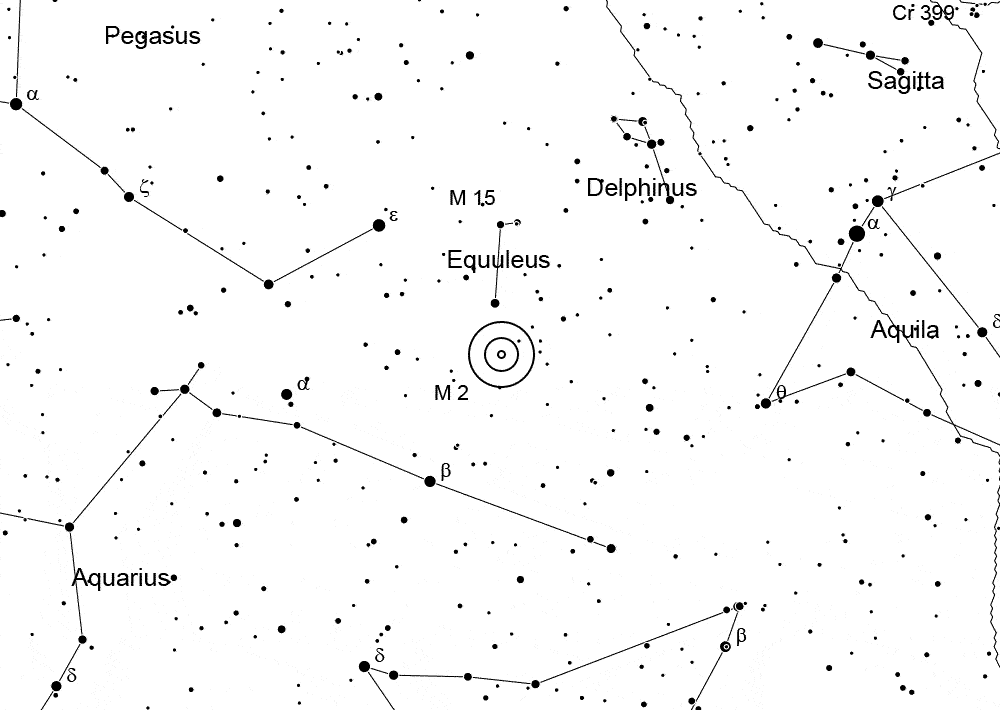 Cr 399
Pegasus
Sagitta
α
ζ
Delphinus
M 15
γ
ε
α
Equuleus
δ
Aquila
α
M 2
θ
β
Aquarius
β
δ
δ